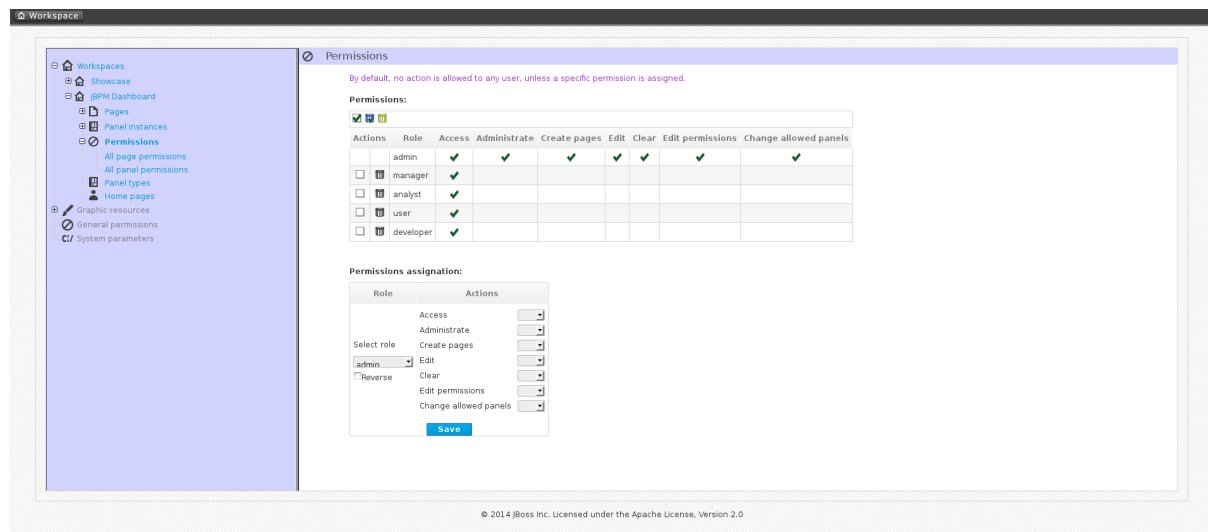 Workspace
Workspaces
Showcase
jBPM Dashboard
Pages
Panel instances
Permissions
All page permissions
All panel permissions
Panel types
Home pages
Graphic resources
General permissions
System parameters
Permissions
By default, no action is allowed to any user, unless a specific permission is assigned.
Permissions:
Actions Role Access Administrate Create pages Edit Clear Edit permissions Change allowed panels
admin
manager
analyst
user
developer
Permissions assignation:
Role Actions
Access
Administrate
Select role Create pages
admin Edit
Reverse Clear
Edit permissions
Change allowed panels
Save
© 2014 JBoss Inc. Licensed under the Apache License, Version 2.0